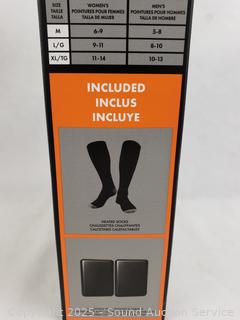 SIZE WOMEN'S MEN'S
TAILLE POINTURES POUR FEMMES POINTURES POUR HOMMES
TALLA TALLA DE MUJER TALLA DE HOMBRE
M 6-9 5-8
L/G 9-11 8-10
XL/TG 11-14 10-13
INCLUDED
INCLUS
INCLUYE
HEATED SOCKS
CHAUSSETTES CHAUFFANTES
CALCETINES CALEFACTABLES
© 2025 - Sound Auction Service